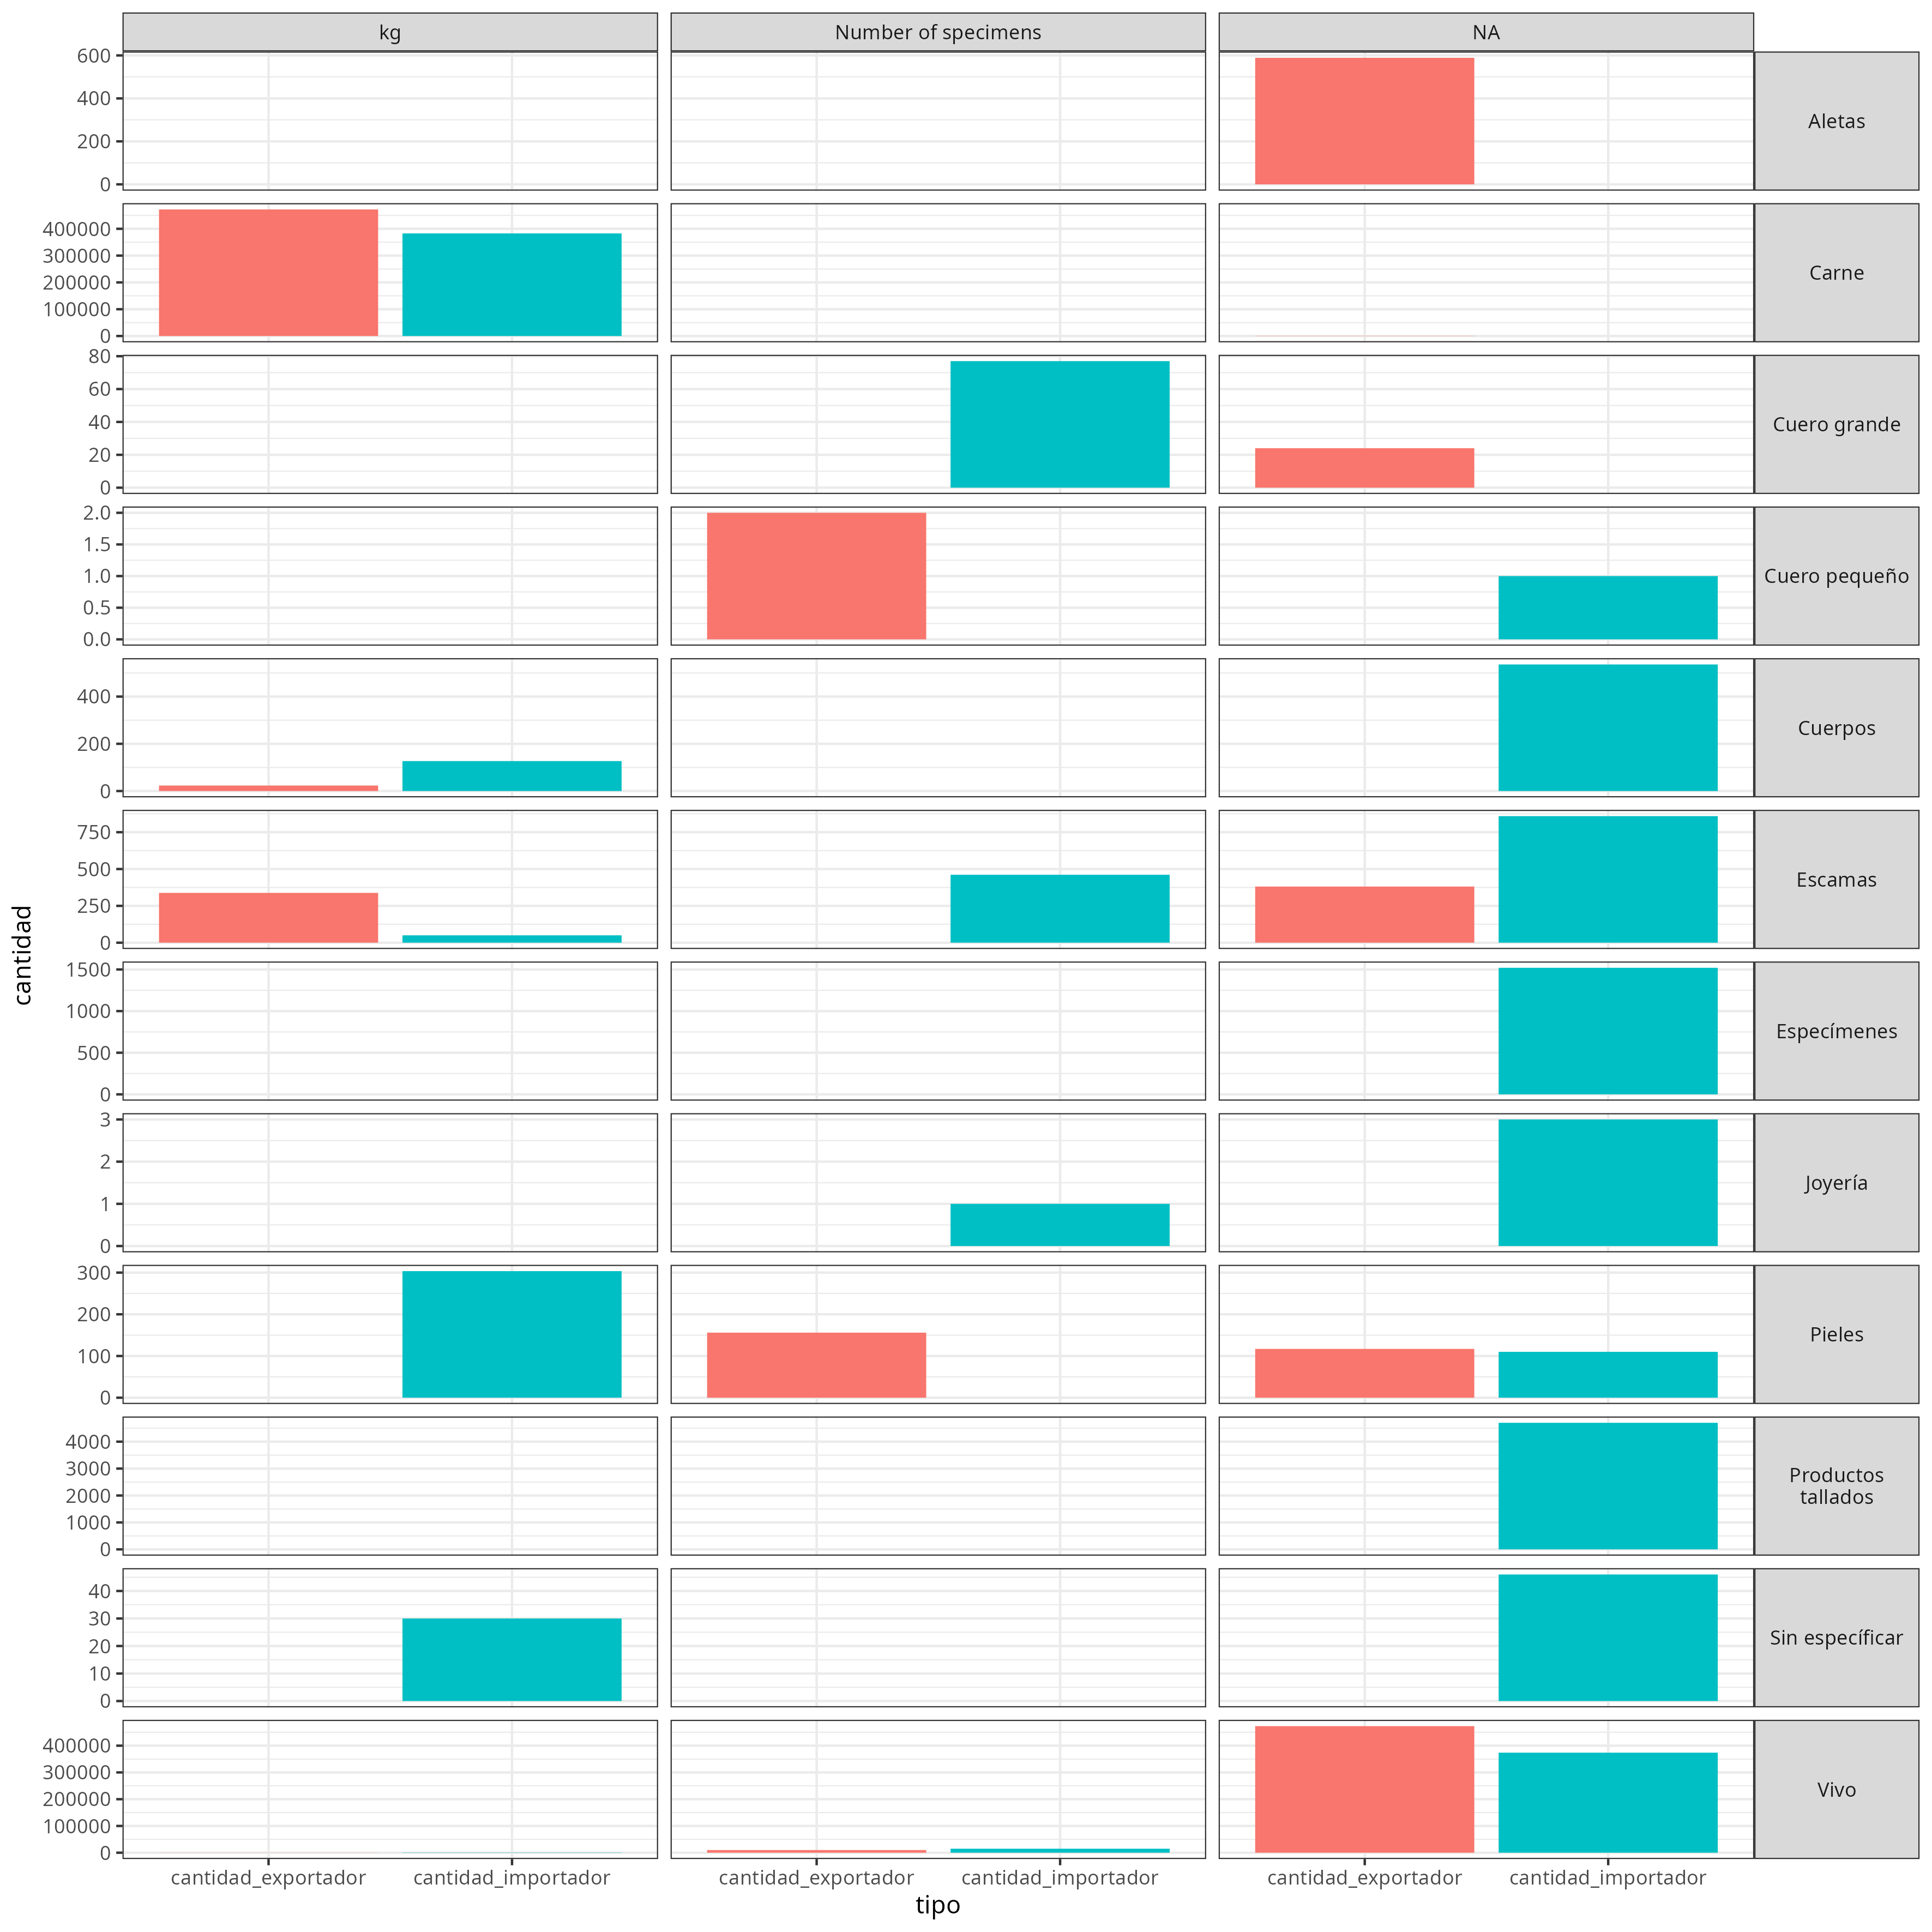 kg
Number of specimens
NA
600
400
200
0
Aletas
400000
300000
200000
100000
0
Carne
80
60
40
20
0
Cuero grande
2.0
1.5
1.0
0.5
0.0
Cuero pequeño
400
200
0
Cuerpos
750
500
250
0
Escamas
1500
1000
500
0
Especímenes
3
2
1
0
Joyería
300
200
100
0
Pieles
4000
3000
2000
1000
0
Productos
tallados
40
30
20
10
0
Sin específicar
400000
300000
200000
100000
0
Vivo
cantidad
cantidad_exportador
cantidad_importador
cantidad_exportador
cantidad_importador
cantidad_exportador
cantidad_importador
tipo